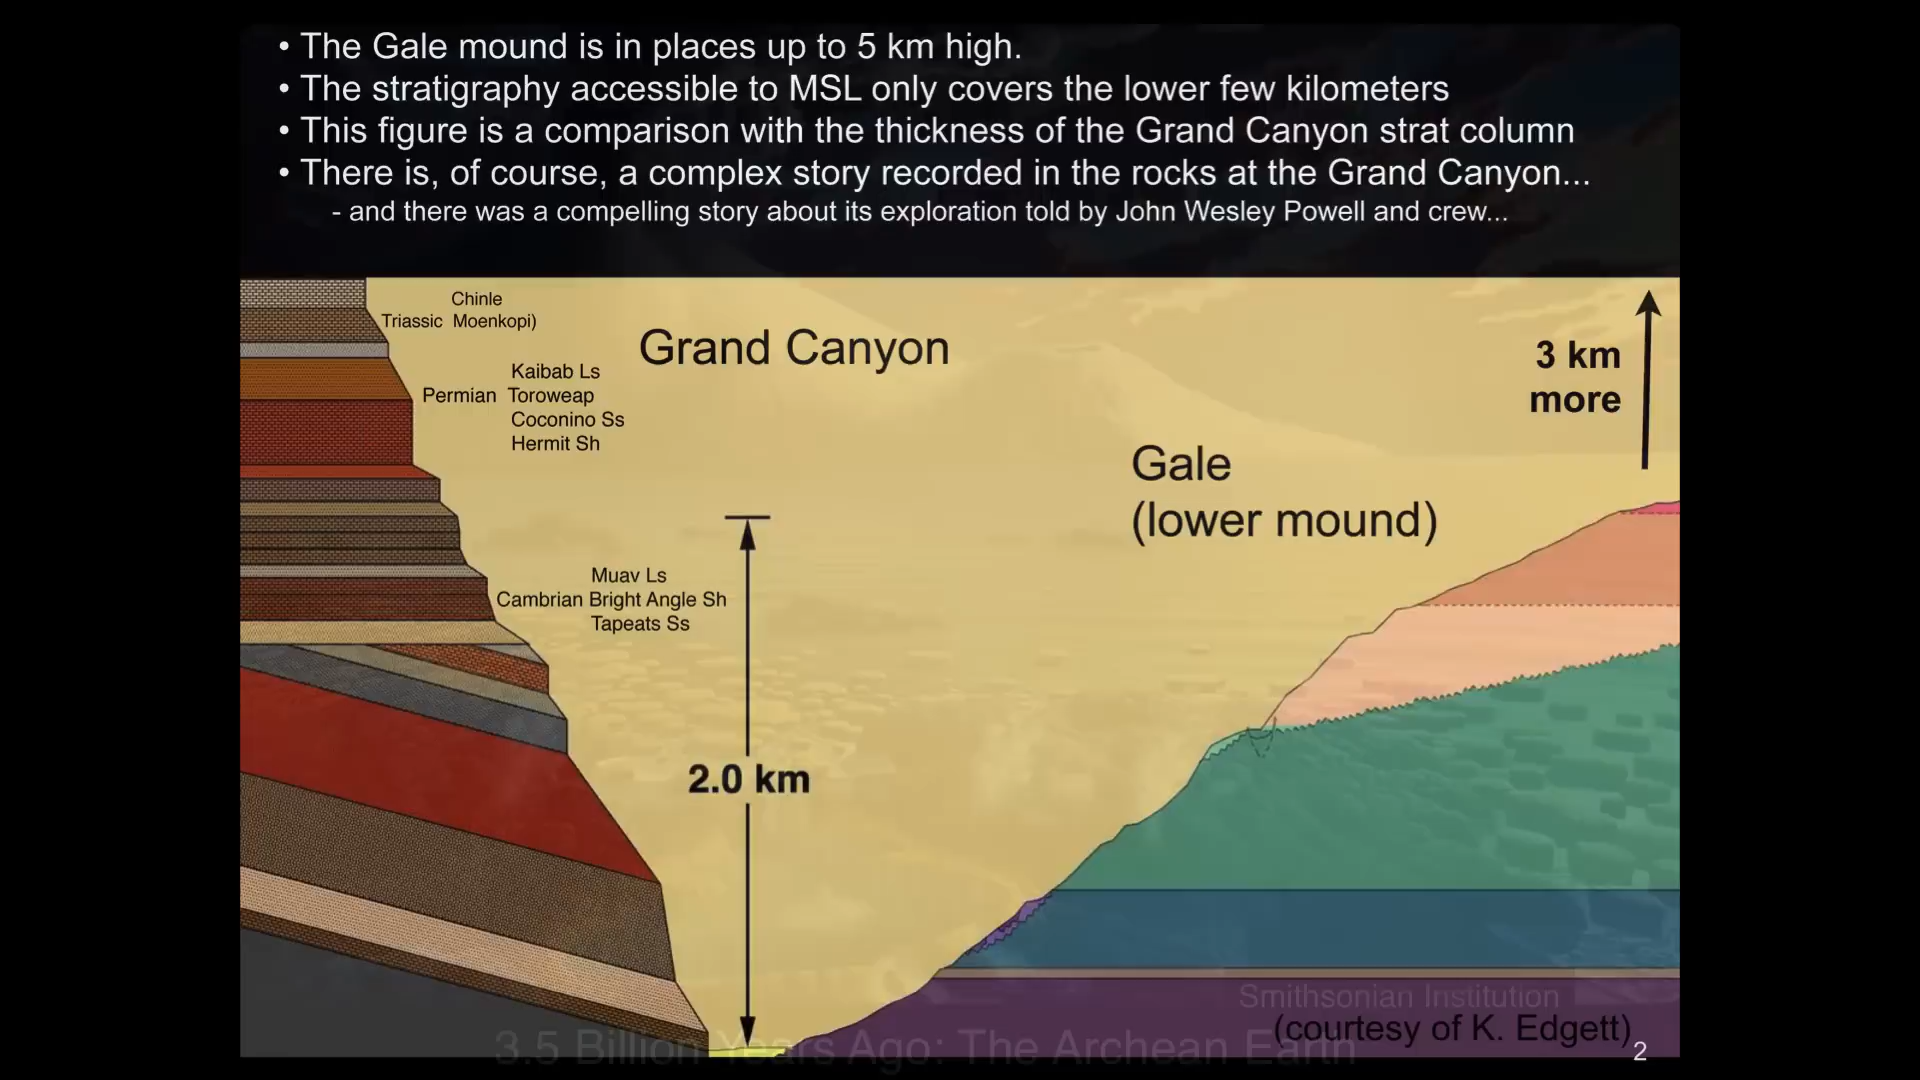 • The Gale mound is in places up to 5 km high.
• The stratigraphy accessible to MSL only covers the lower few kilometers
• This figure is a comparison with the thickness of the Grand Canyon strat column
• There is, of course, a complex story recorded in the rocks at the Grand Canyon...
- and there was a compelling story about its exploration told by John Wesley Powell and crew...
Chinle
Triassic Moenkopi)
Grand Canyon
3 km
more
Kaibab Ls
Permian Toroweap
Coconino Ss
Hermit Sh
Gale
(lower mound)
Muav Ls
Cambrian Bright Angle Sh
Tapeats Ss
2.0 km
Smithsonian Institution
(courtesy of K. Edgett)
3.5 Billion Years Ago: The Archean Earth
2